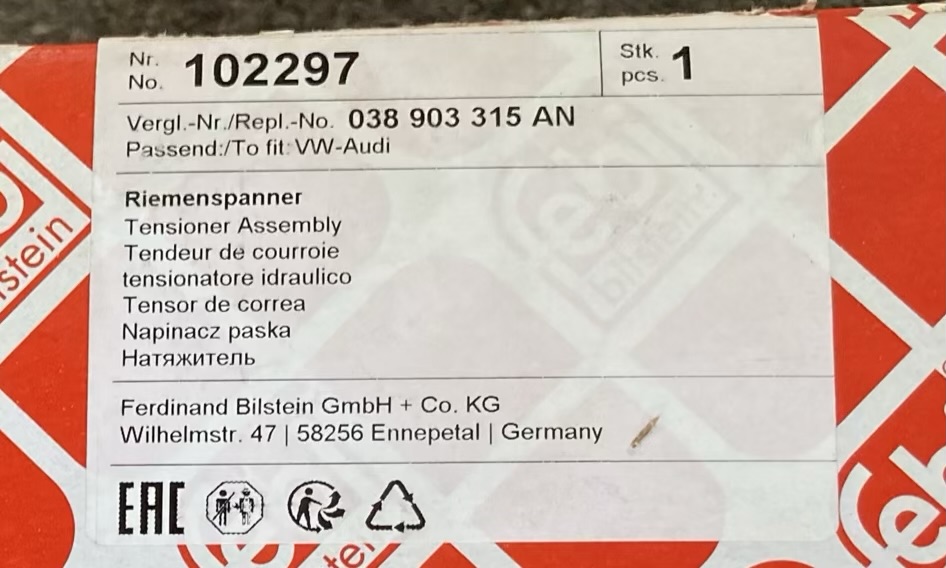 Nr.
No. 102297
Stk.
pcs. 1
Vergl.-Nr./Repl.-No. 038 903 315 AN
Passend:/To fit: VW-Audi
Riemenspanner
Tensioner Assembly
Tendeur de courroie
tensionatore idraulico
Tensor de correa
Napinacz paska
Натяжитель
Ferdinand Bilstein GmbH + Co. KG
Wilhelmstr. 47 | 58256 Ennepetal | Germany
EAC
febi
bilstein